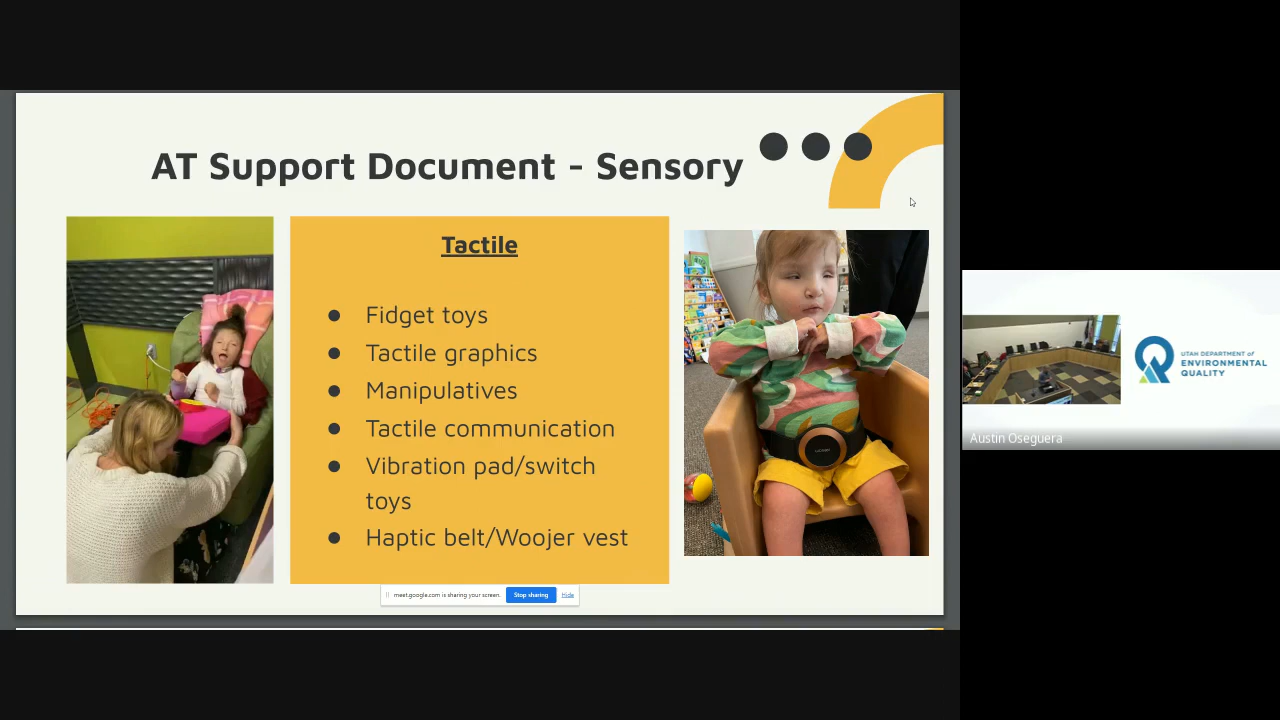 AT Support Document - Sensory
Tactile
● Fidget toys
● Tactile graphics
● Manipulatives
● Tactile communication
● Vibration pad/switch
toys
● Haptic belt/Woojer vest
meet.google.com is sharing your screen.
Stop sharing
Hide
UTAH DEPARTMENT of
ENVIRONMENTAL
QUALITY
Austin Oseguera